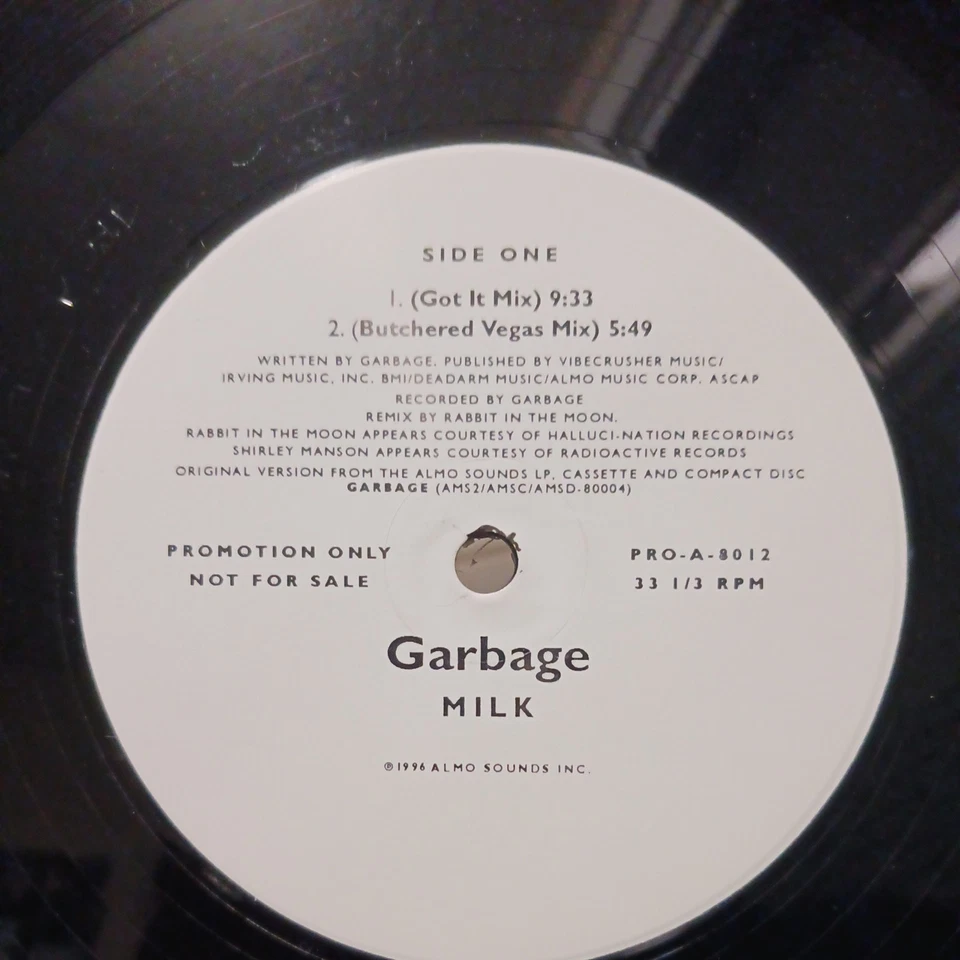 SIDE ONE
1. (Got It Mix) 9:33
2. (Butchered Vegas Mix) 5:49
WRITTEN BY GARBAGE. PUBLISHED BY VIBECRUSHER MUSIC/
IRVING MUSIC, INC. BMI/DEADARM MUSIC/ALMO MUSIC CORP. ASCAP
RECORDED BY GARBAGE
REMIX BY RABBIT IN THE MOON.
RABBIT IN THE MOON APPEARS COURTESY OF HALLUCI-NATION RECORDINGS
SHIRLEY MANSON APPEARS COURTESY OF RADIOACTIVE RECORDS
ORIGINAL VERSION FROM THE ALMO SOUNDS LP, CASSETTE AND COMPACT DISC
GARBAGE (AMS2/AMSC/AMSD-80004)
PROMOTION ONLY
NOT FOR SALE
PRO-A-8012
33 1/3 RPM
Garbage
MILK
℗1996 ALMO SOUNDS INC.